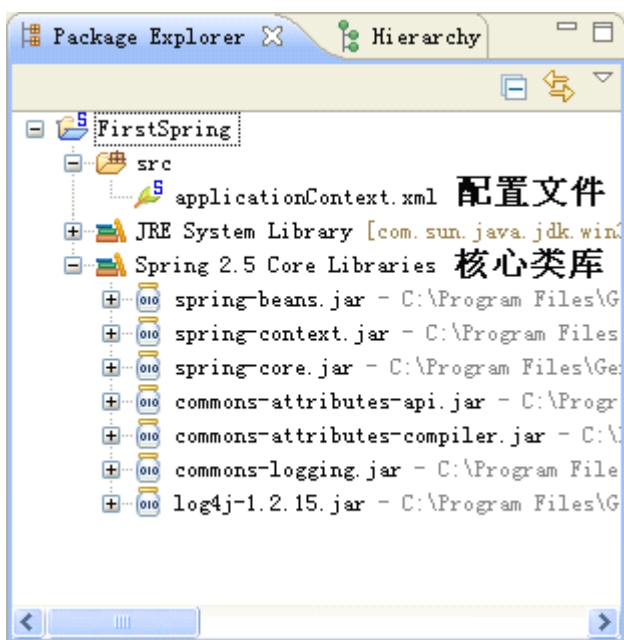 Package Explorer Hierarchy
FirstSpring
src
applicationContext.xml 配置文件
JRE System Library [com.sun.java.jdk.win3
Spring 2.5 Core Libraries 核心类库
spring-beans.jar - C:\Program Files\G
spring-context.jar - C:\Program Files
spring-core.jar - C:\Program Files\Ge
commons-attributes-api.jar - C:\Progr
commons-attributes-compiler.jar - C:\
commons-logging.jar - C:\Program File
log4j-1.2.15.jar - C:\Program Files\G